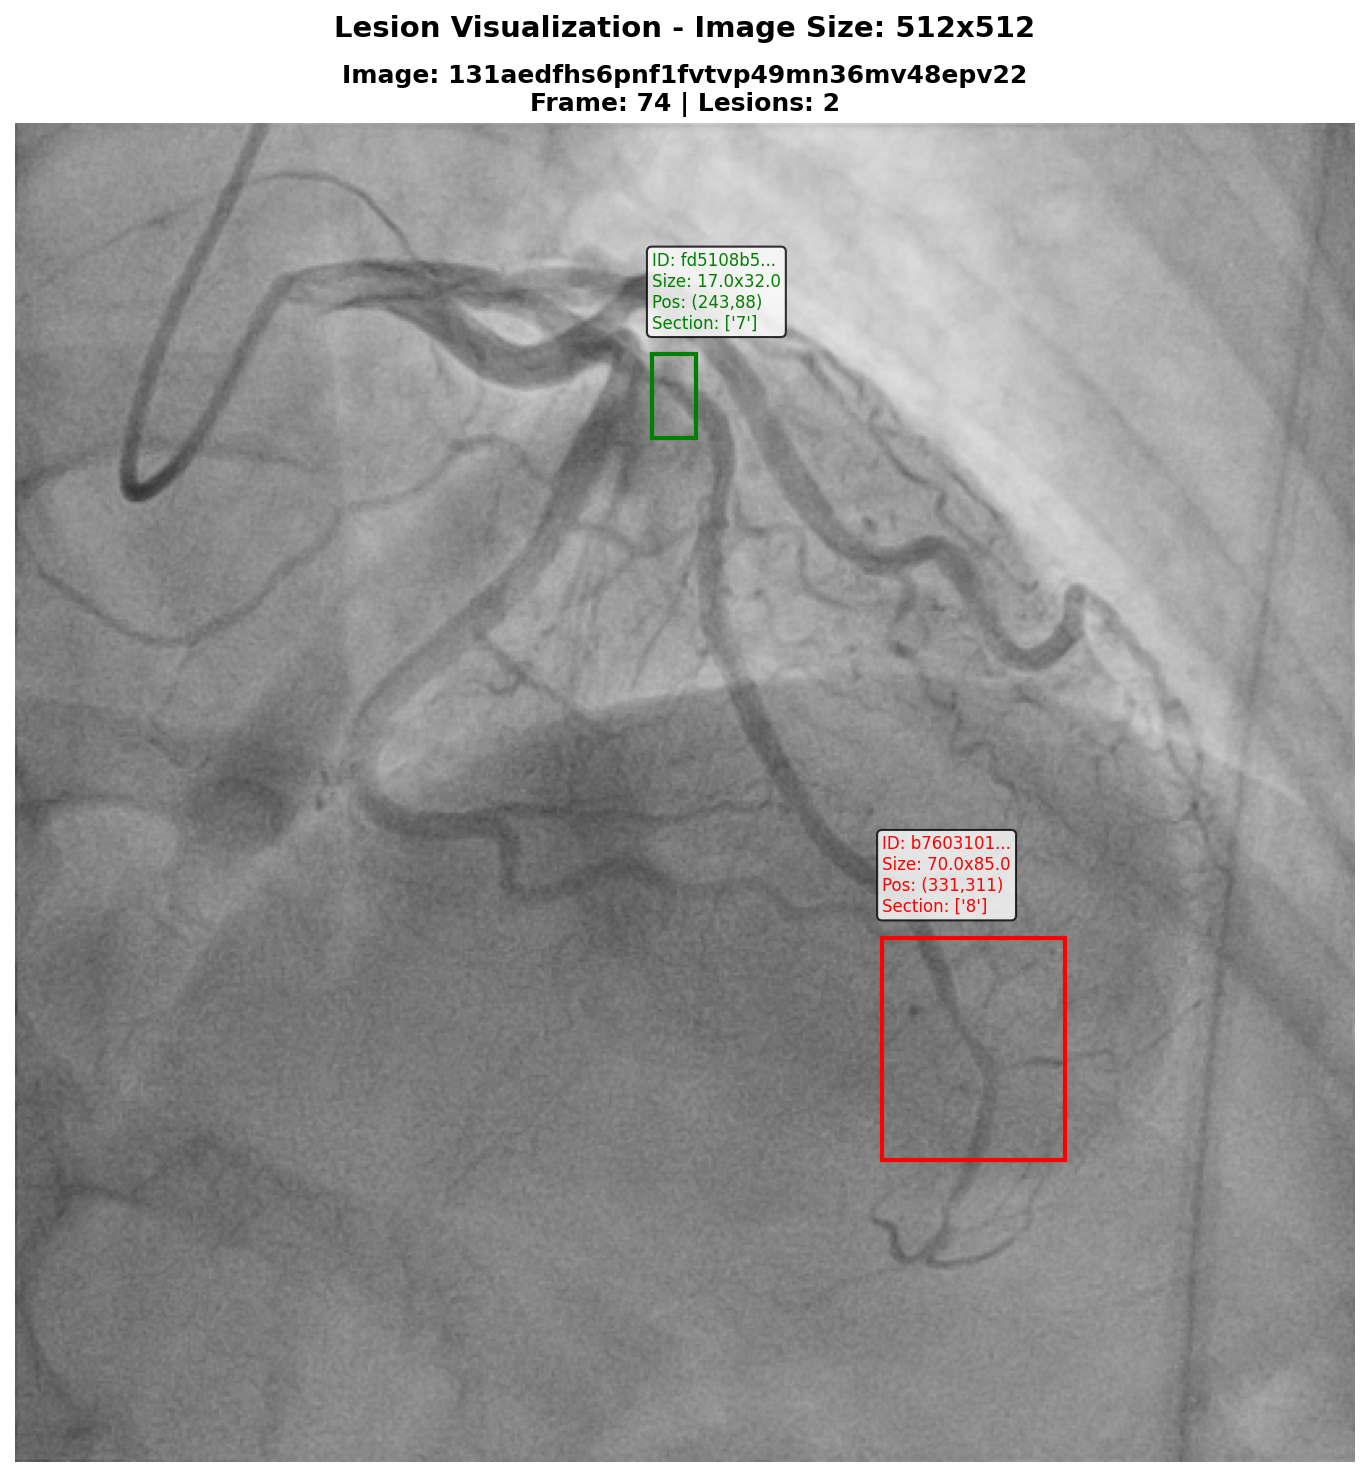 Lesion Visualization - Image Size: 512x512
Image: 131aedfhs6pnf1fvtvp49mn36mv48epv22
Frame: 74 | Lesions: 2
ID: fd5108b5...
Size: 17.0x32.0
Pos: (243,88)
Section: ['7']
ID: b7603101...
Size: 70.0x85.0
Pos: (331,311)
Section: ['8']